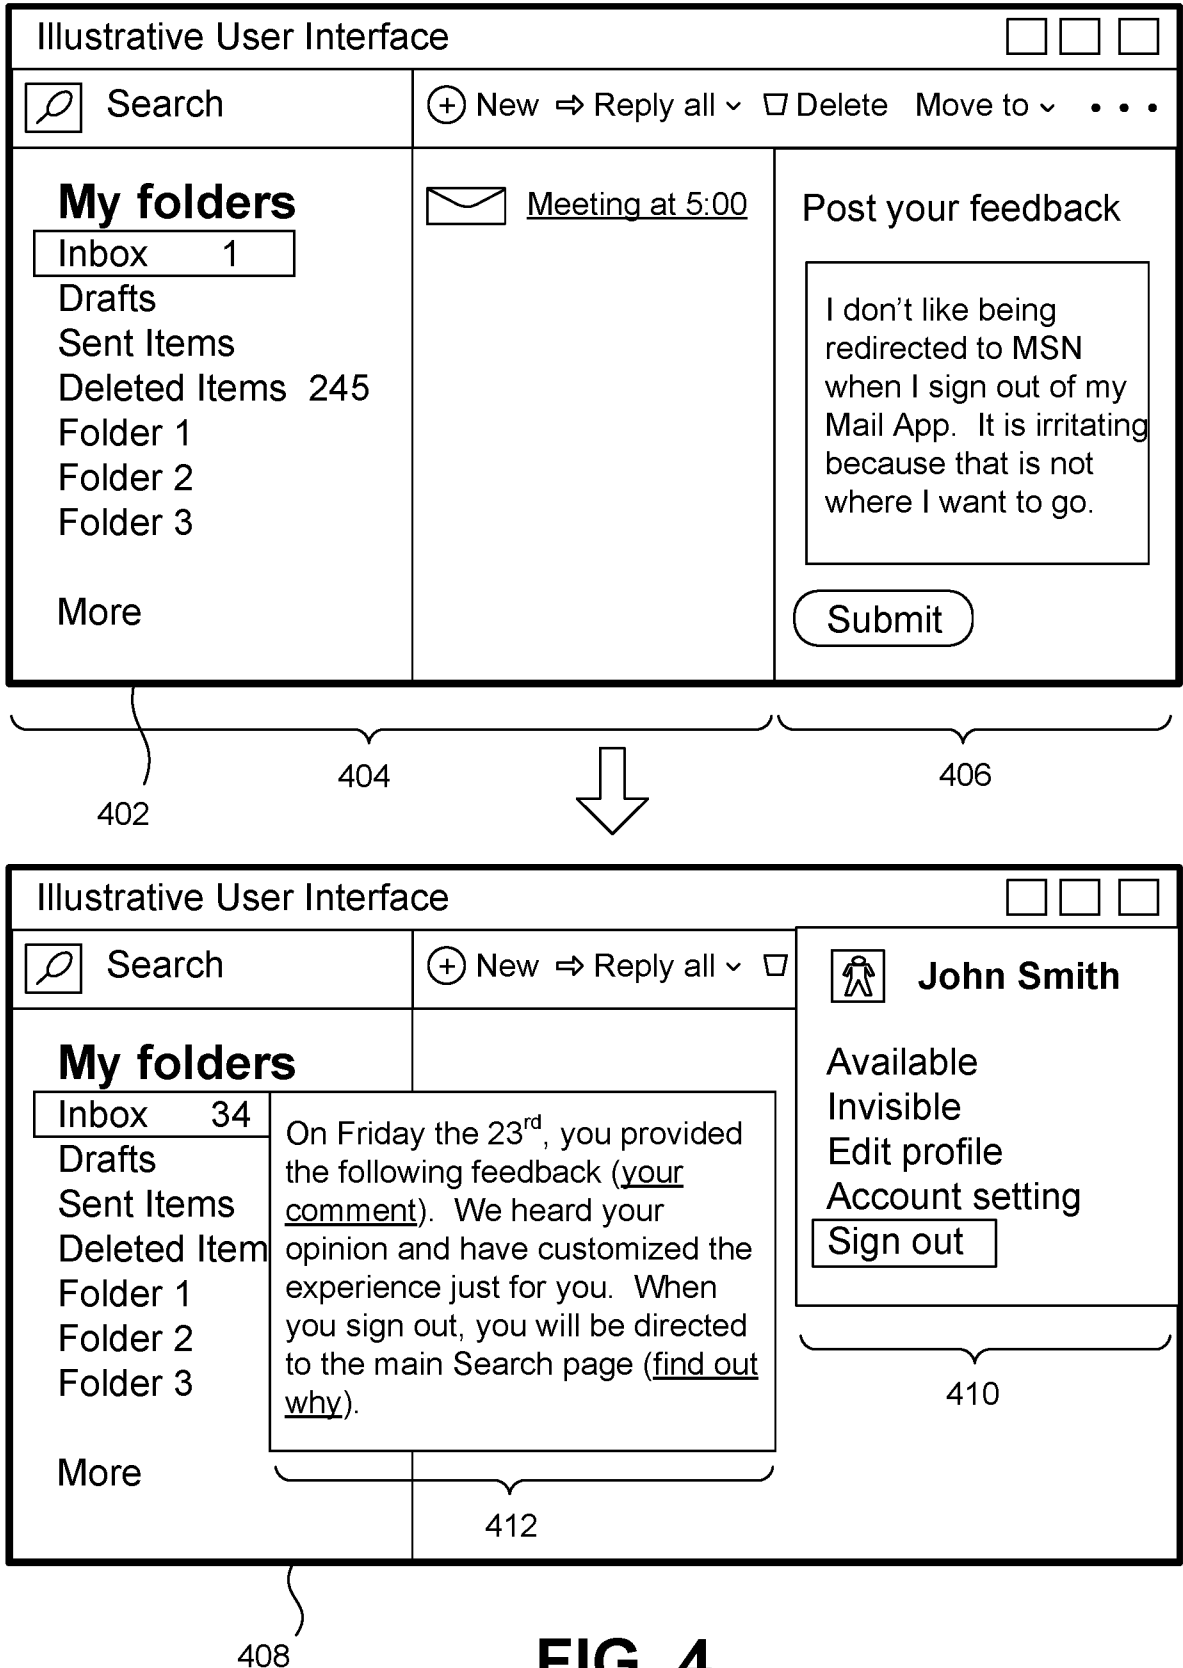 Illustrative User Interface
Search
New Reply all Delete Move to • • •
My folders
Inbox 1
Drafts
Sent Items
Deleted Items 245
Folder 1
Folder 2
Folder 3
More
Meeting at 5:00
Post your feedback
I don’t like being
redirected to MSN
when I sign out of my
Mail App. It is irritating
because that is not
where I want to go.
Submit
402
404
406
Illustrative User Interface
Search
New Reply all
My folders
Inbox 34
Drafts
Sent Items
Deleted Item
Folder 1
Folder 2
Folder 3
More
On Friday the 23rd, you provided
the following feedback (your
comment). We heard your
opinion and have customized the
experience just for you. When
you sign out, you will be directed
to the main Search page (find out
why).
John Smith
Available
Invisible
Edit profile
Account setting
Sign out
410
412
408
FIG. 4